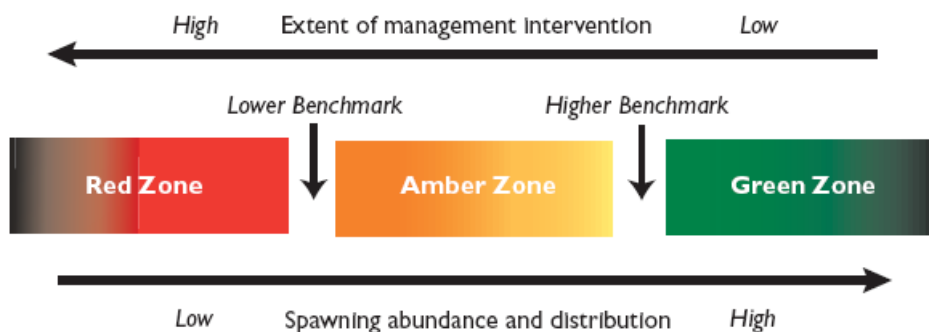 High Extent of management intervention Low
Lower Benchmark Higher Benchmark
Red Zone Amber Zone Green Zone
Low Spawning abundance and distribution High